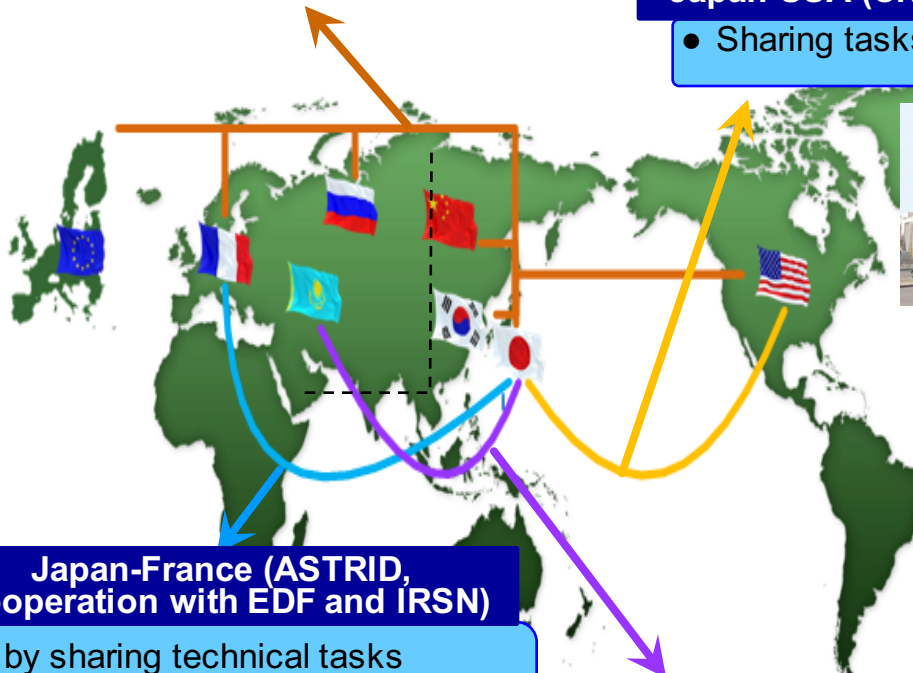 ● Sharing tasks
Japan-France (ASTRID,
operation with EDF and IRSN)
by sharing technical tasks